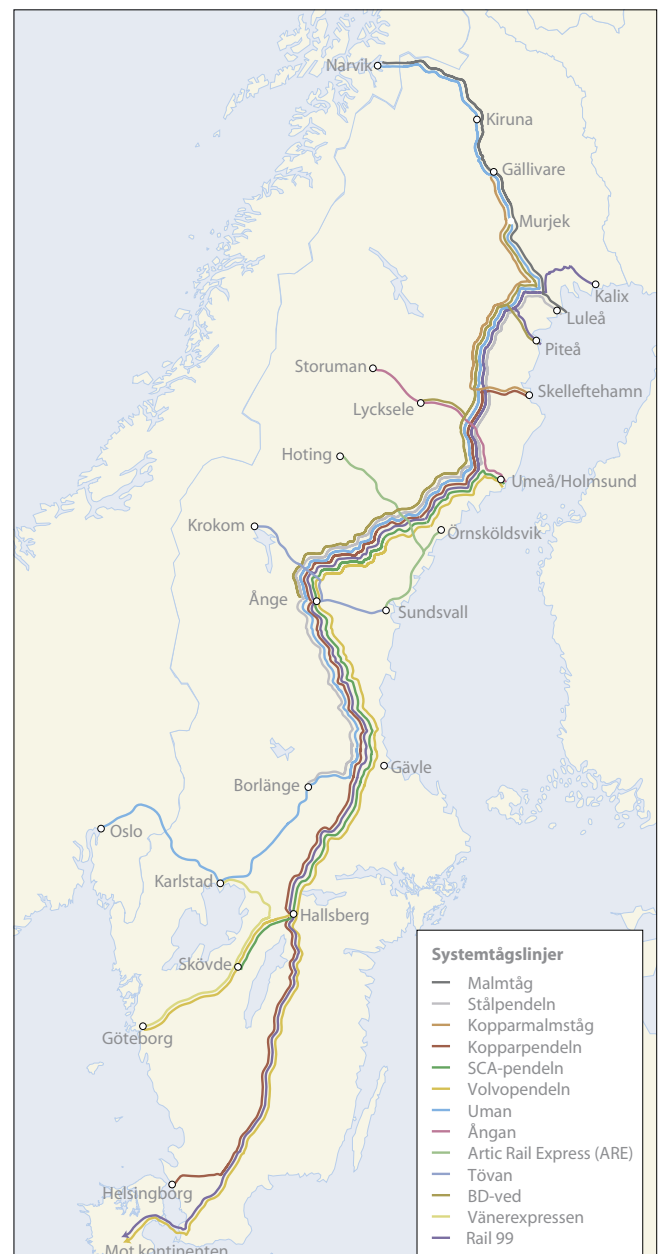 Narvik
Kiruna
Gällivare
Murjek
Kalix
Luleå
Piteå
Storuman
Skelleftehamn
Lycksele
Hoting
Umeå/Holmsund
Krokom
Örnsköldsvik
Ånge
Sundsvall
Gävle
Borlänge
Oslo
Karlstad
Hallsberg
Skövde
Göteborg
Helsingborg
Mot kontinenten
Systemtågslinjer
Malmtåg
Stålpendeln
Kopparmalmståg
Kopparpendeln
SCA-pendeln
Volvopendeln
Uman
Ångan
Artic Rail Express (ARE)
Tövan
BD-ved
Vänerexpressen
Rail 99